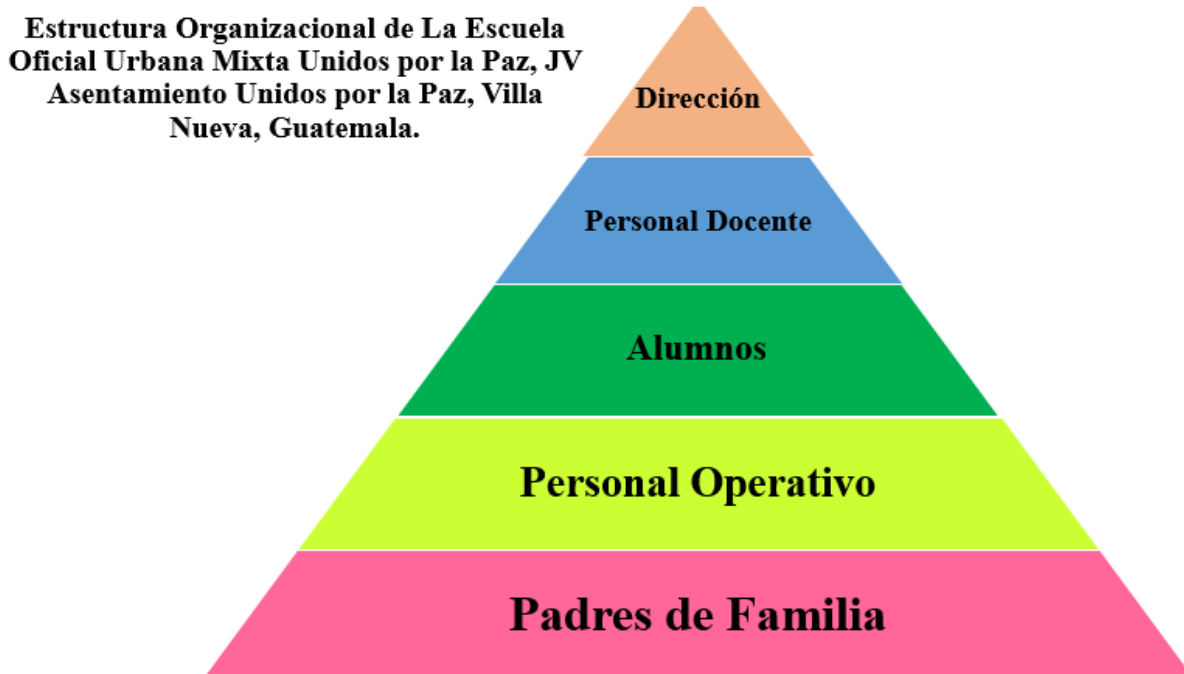 Estructura Organizacional de La Escuela
Oficial Urbana Mixta Unidos por la Paz, JV
Asentamiento Unidos por la Paz, Villa
Nueva, Guatemala.
Dirección
Personal Docente
Alumnos
Personal Operativo
Padres de Familia